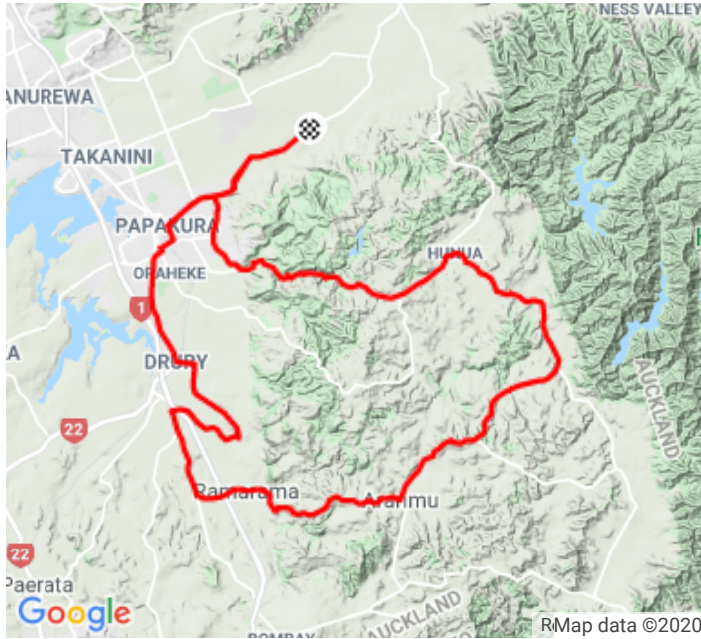 NESS VALLEY
ANUREWA
TAKANINI
PAPAKURA
HUNUA
OPAHEKE
1
A
DRURY
AUCKLAND
22
Ramarama
Ararimu
22
Paerata
Google
AUCKLAND
BOMBAY
Map data ©2020